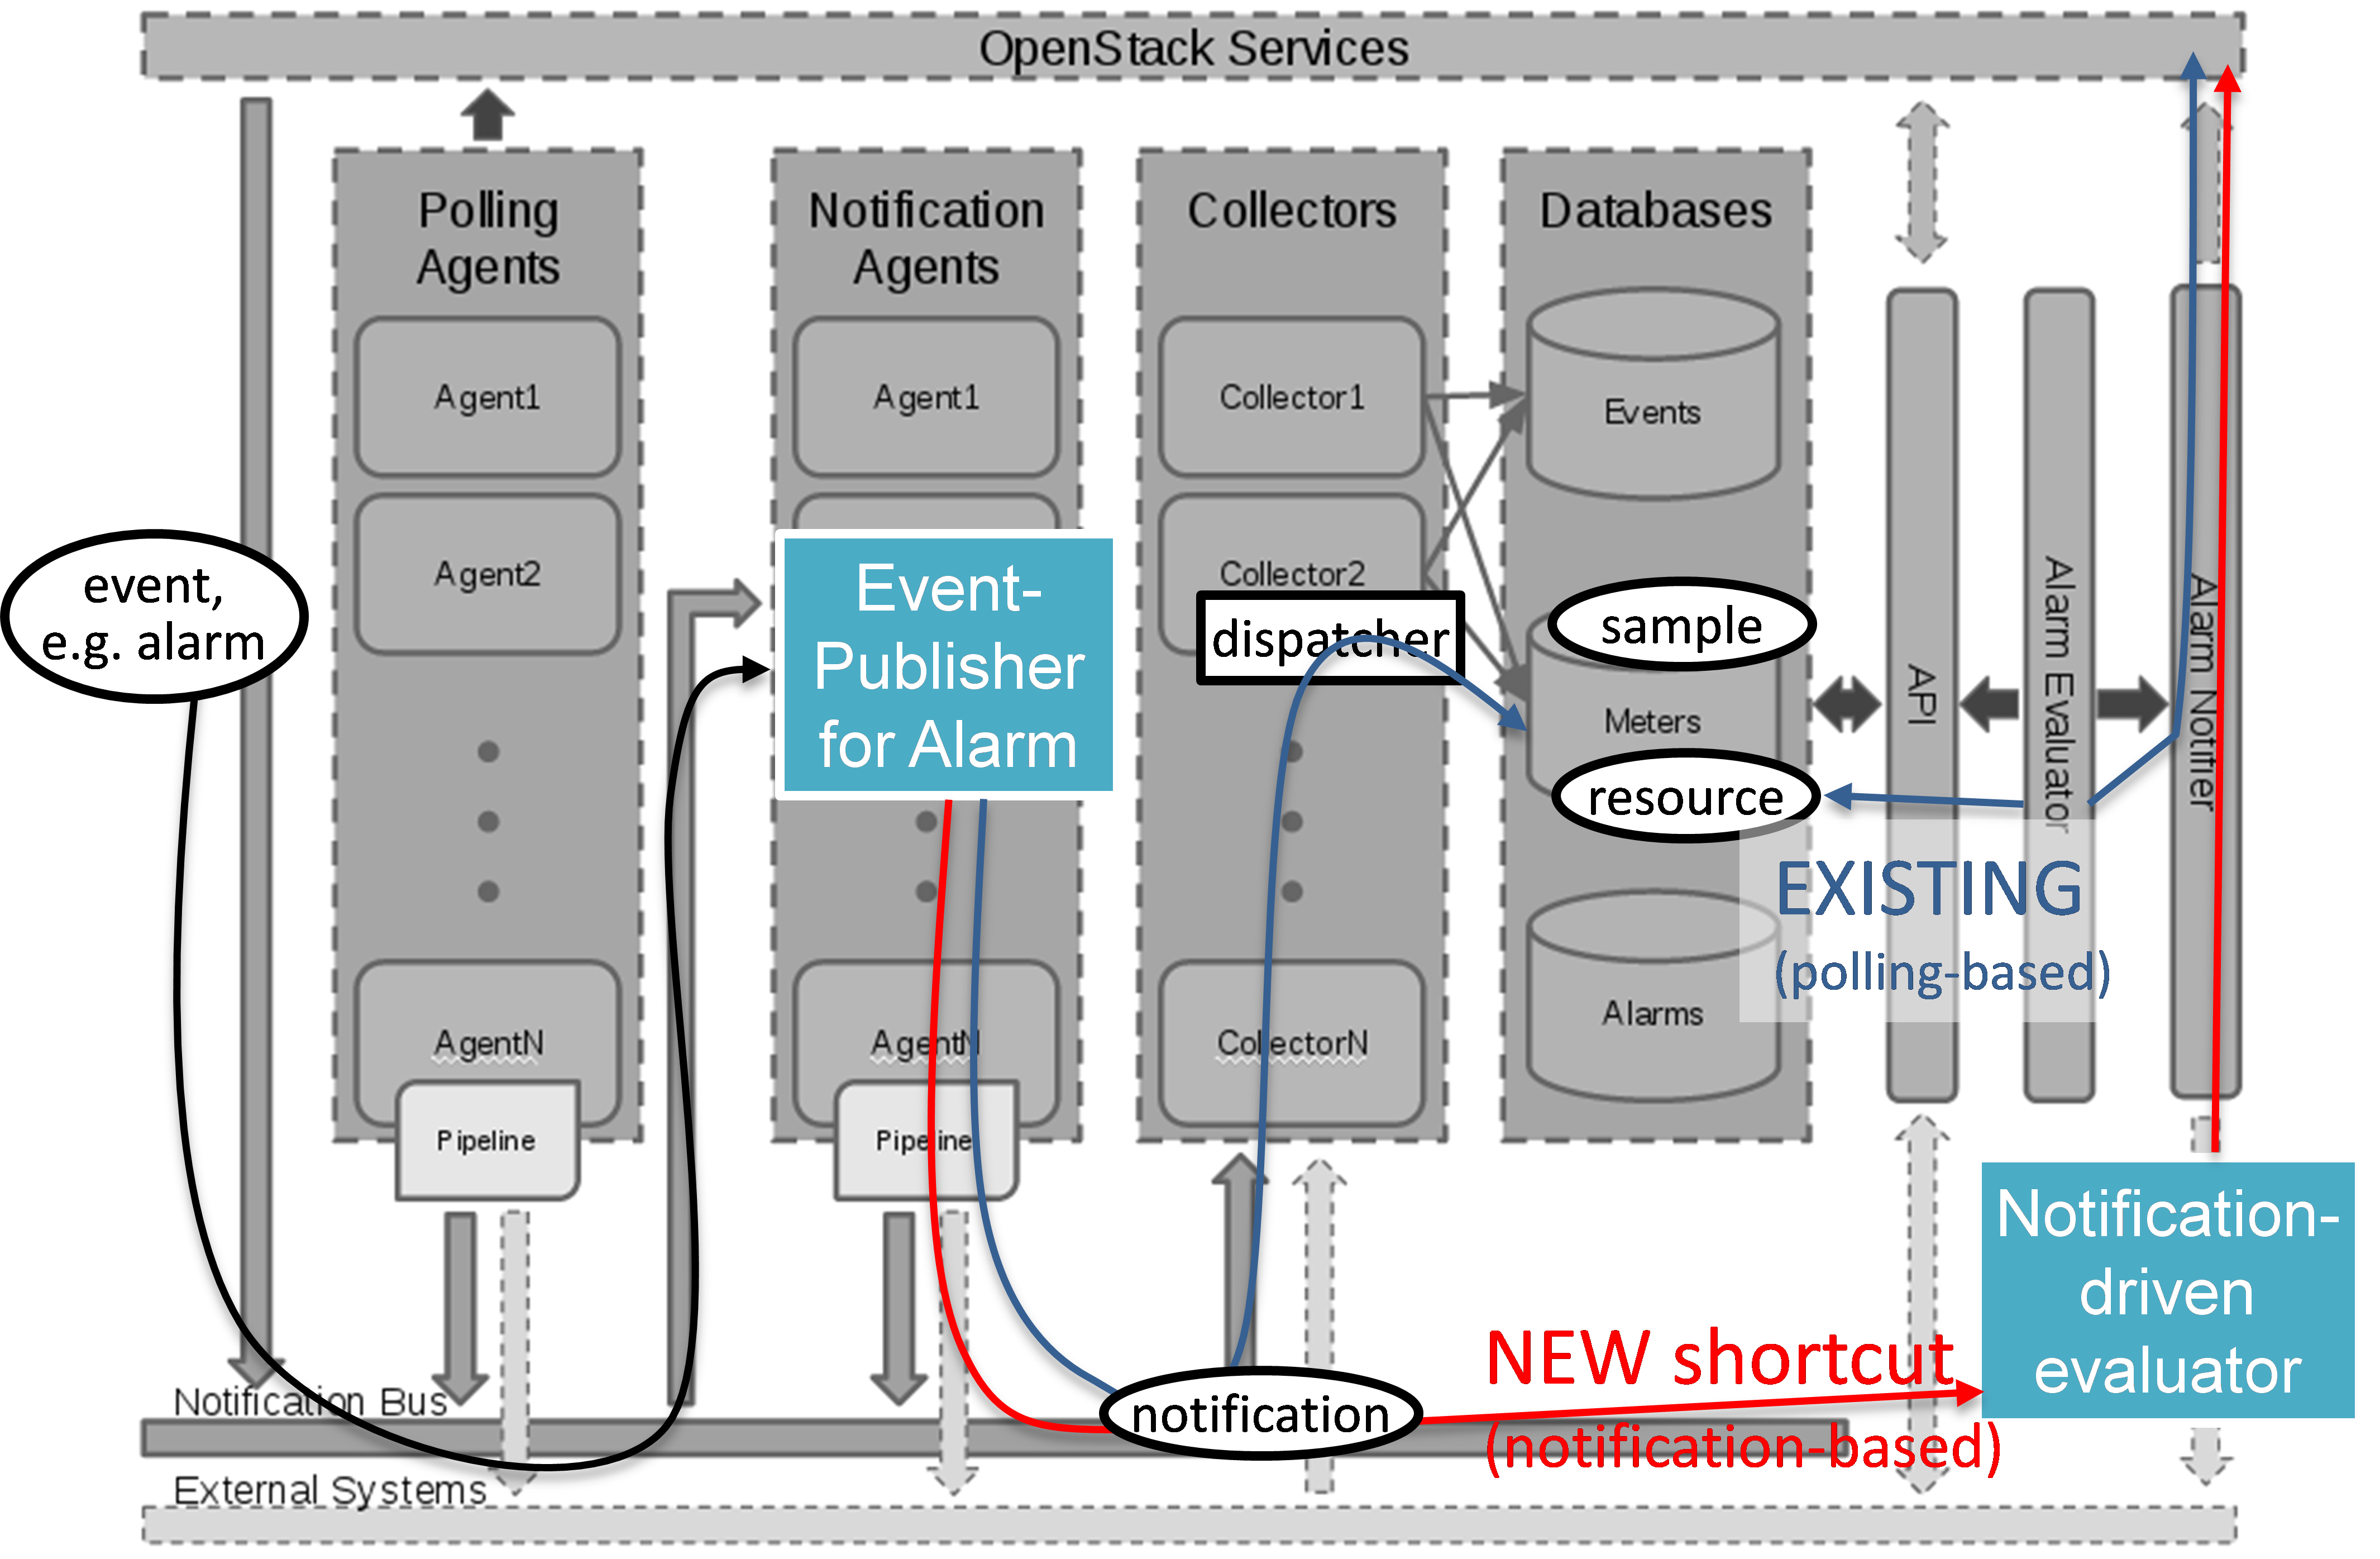 OpenStack Services
Polling
Agents
Agent1
Agent2
AgentN
Pipeline
Notification
Agents
Agent1
Event-
Publisher
for Alarm
AgentN
Pipeline
Collectors
Collector1
Collector2
dispatcher
CollectorN
Databases
Events
sample
Meters
resource
Alarms
API
Alarm Evaluator
Alarm Notifier
EXISTING
(polling-based)
event,
e.g. alarm
Notification Bus
notification
NEW shortcut
(notification-based)
Notification-
driven
evaluator
External Systems